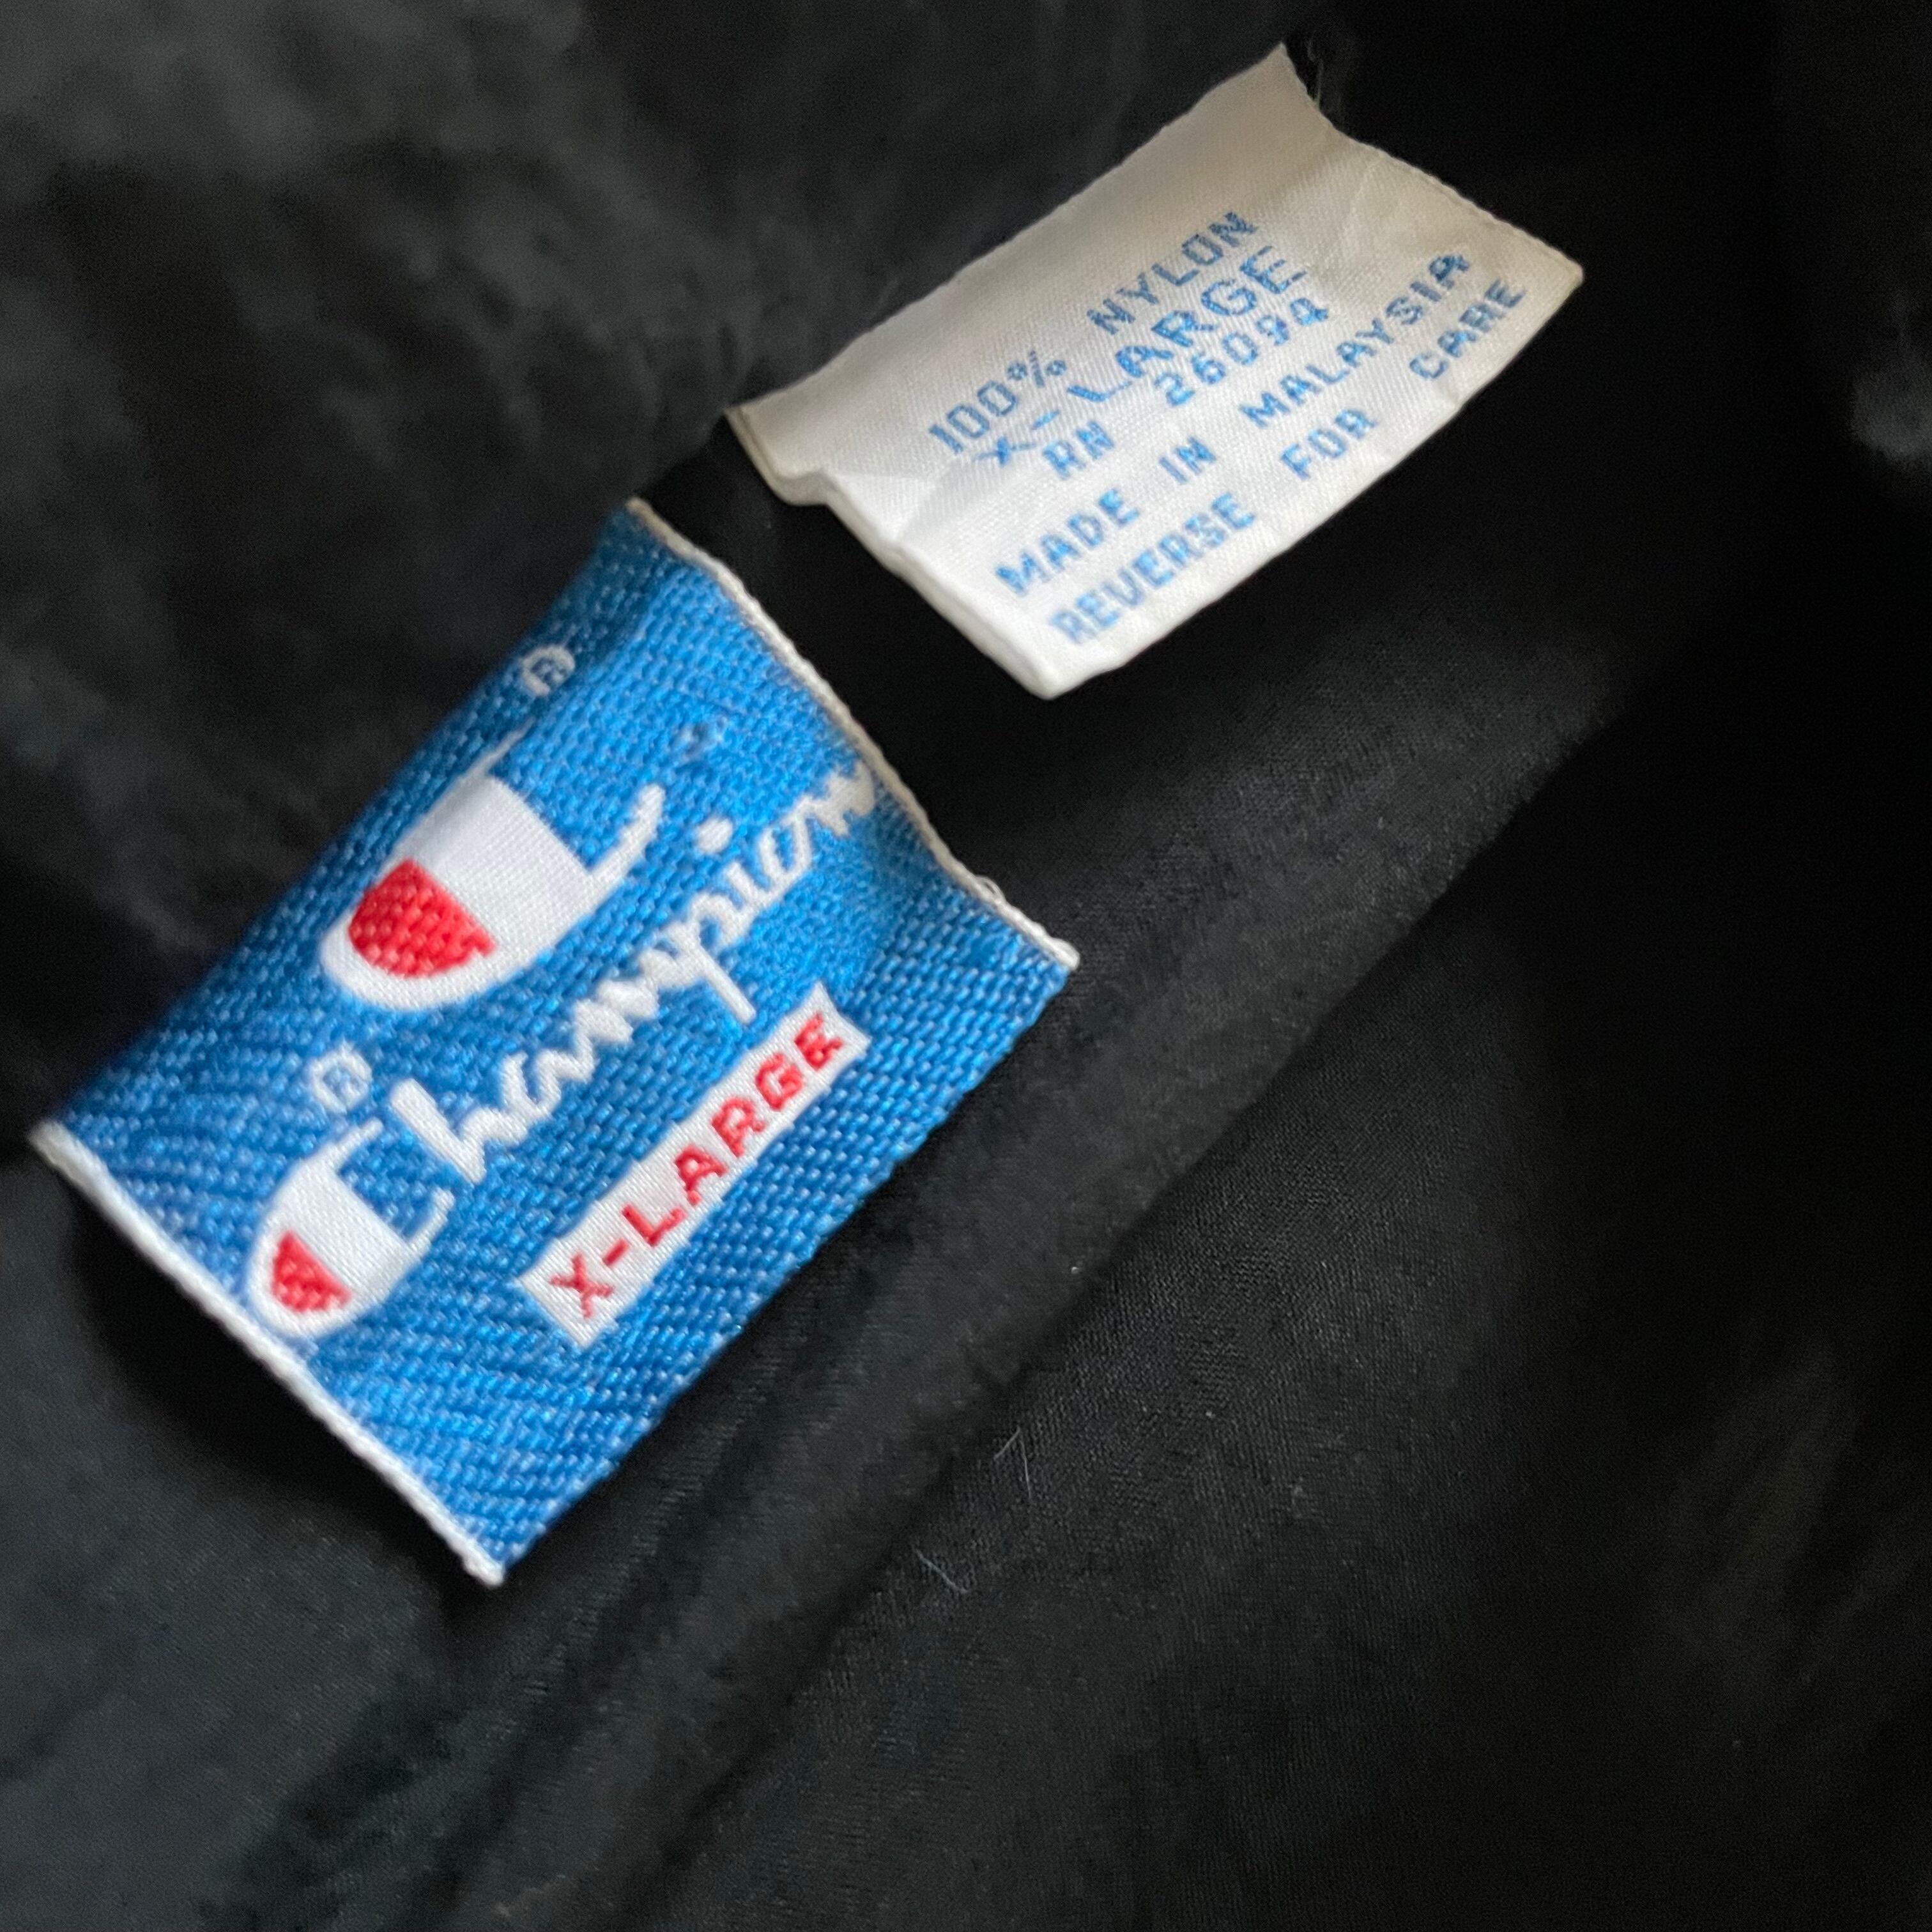 100% NYLON
X-LARGE
RN 26094
MADE IN MALAYSIA
REVERSE FOR CARE
®
®
Champion
X-LARGE